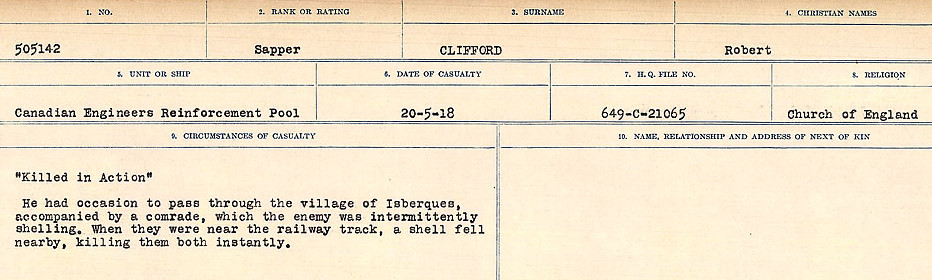 1. NO. 2. RANK OR RATING 3. SURNAME 4. CHRISTIAN NAMES
505142 Sapper CLIFFORD Robert
5. UNIT OR SHIP 6. DATE OF CASUALTY 7. H.Q. FILE NO. 8. RELIGION
Canadian Engineers Reinforcement Pool 20-5-18 649-C-21065 Church of England
9. CIRCUMSTANCES OF CASUALTY 10. NAME, RELATIONSHIP AND ADDRESS OF NEXT OF KIN
"Killed in Action"
He had occasion to pass through the village of Isberques,
accompanied by a comrade, which the enemy was intermittently
shelling. When they were near the railway track, a shell fell
nearby, killing them both instantly.